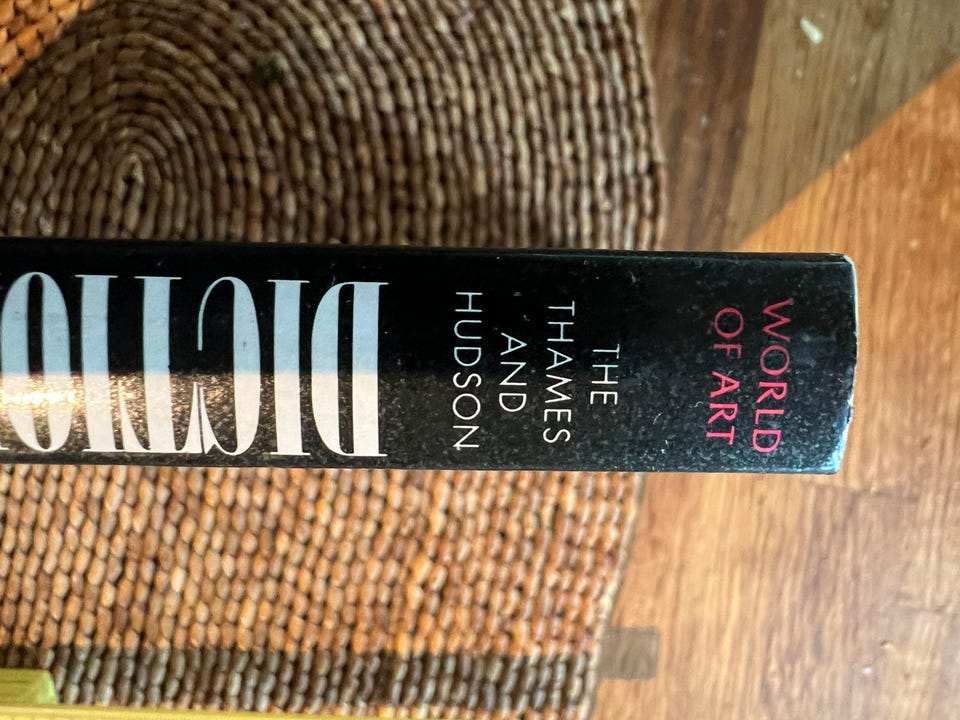 WORLD
OF ART
THE
THAMES
AND
HUDSON
DICTIO